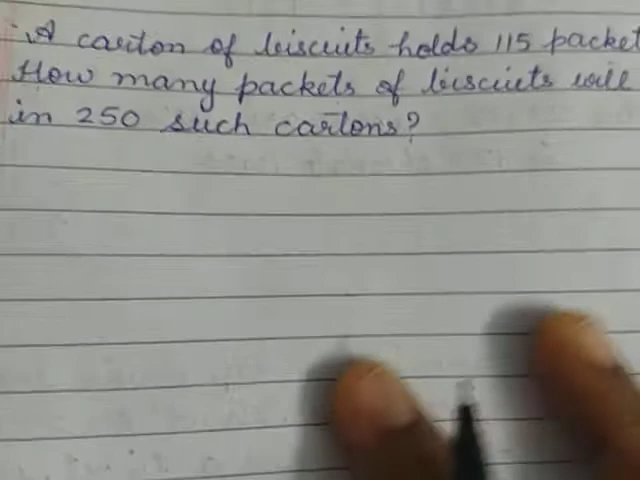 A carton of biscuits holds 115 packet
How many packets of biscuits will
in 250 such cartons?